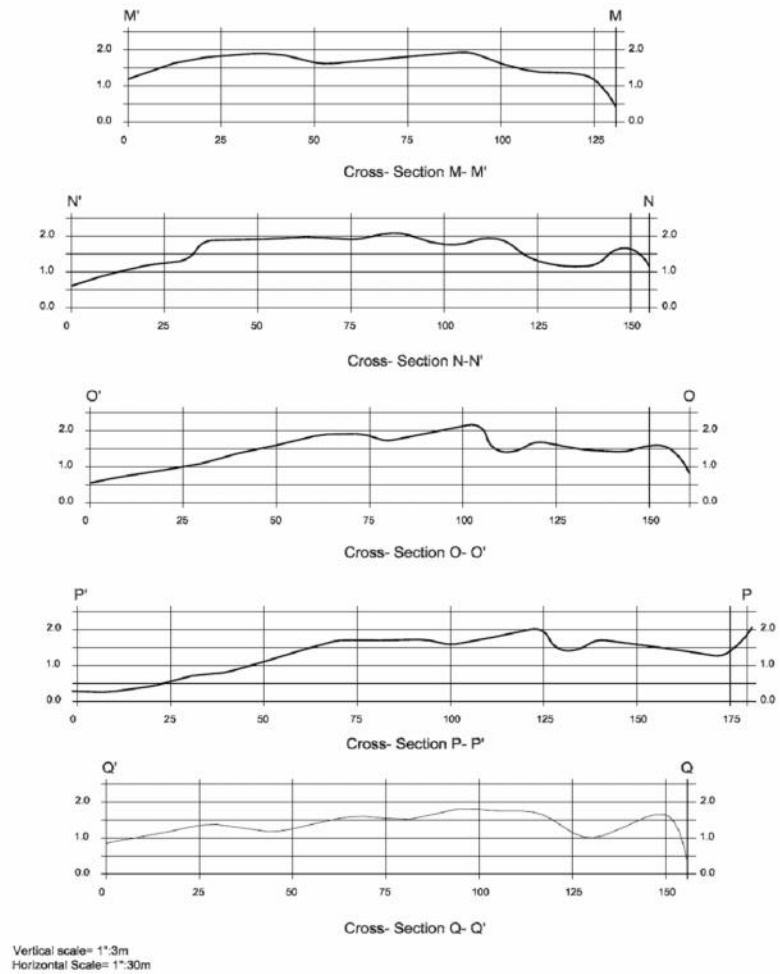 M' M
2.0 2.0
1.0 1.0
0.0 0.0
0 25 50 75 100 125
Cross- Section M- M'
N' N
2.0 2.0
1.0 1.0
0.0 0.0
0 25 50 75 100 125 150
Cross- Section N-N'
O' O
2.0 2.0
1.0 1.0
0.0 0.0
0 25 50 75 100 125 150
Cross- Section O- O'
P' P
2.0 2.0
1.0 1.0
0.0 0.0
0 25 50 75 100 125 150 175
Cross- Section P- P'
Q' Q
2.0 2.0
1.0 1.0
0.0 0.0
0 25 50 75 100 125 150
Cross- Section Q- Q'
Vertical scale= 1":3m
Horizontal Scale= 1":30m